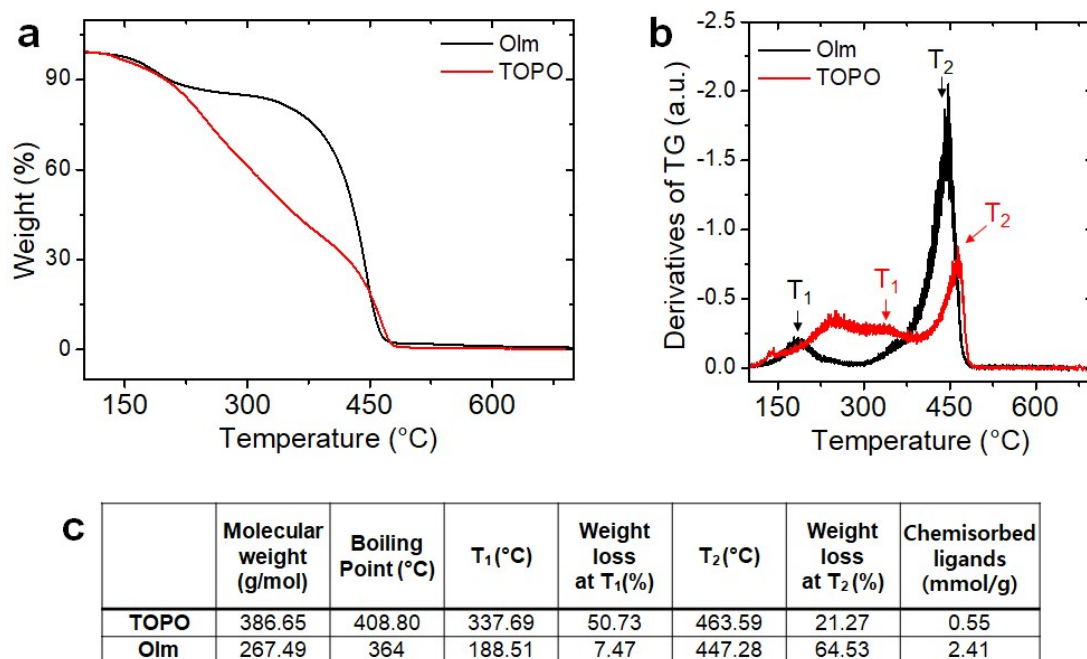 a
Olm
TOPO
90
60
30
0
Weight (%)
150 300 450 600
Temperature (°C)
b
Olm
TOPO
T2
T2
T1
T1
-2.5
-2.0
-1.5
-1.0
-0.5
0.0
Derivatives of TG (a.u.)
150 300 450 600
Temperature (°C)
c
Molecular weight (g/mol) Boiling Point (°C) T1 (°C) Weight loss at T1(%) T2 (°C) Weight loss at T2 (%) Chemisorbed ligands (mmol/g)
TOPO 386.65 408.80 337.69 50.73 463.59 21.27 0.55
Olm 267.49 364 188.51 7.47 447.28 64.53 2.41